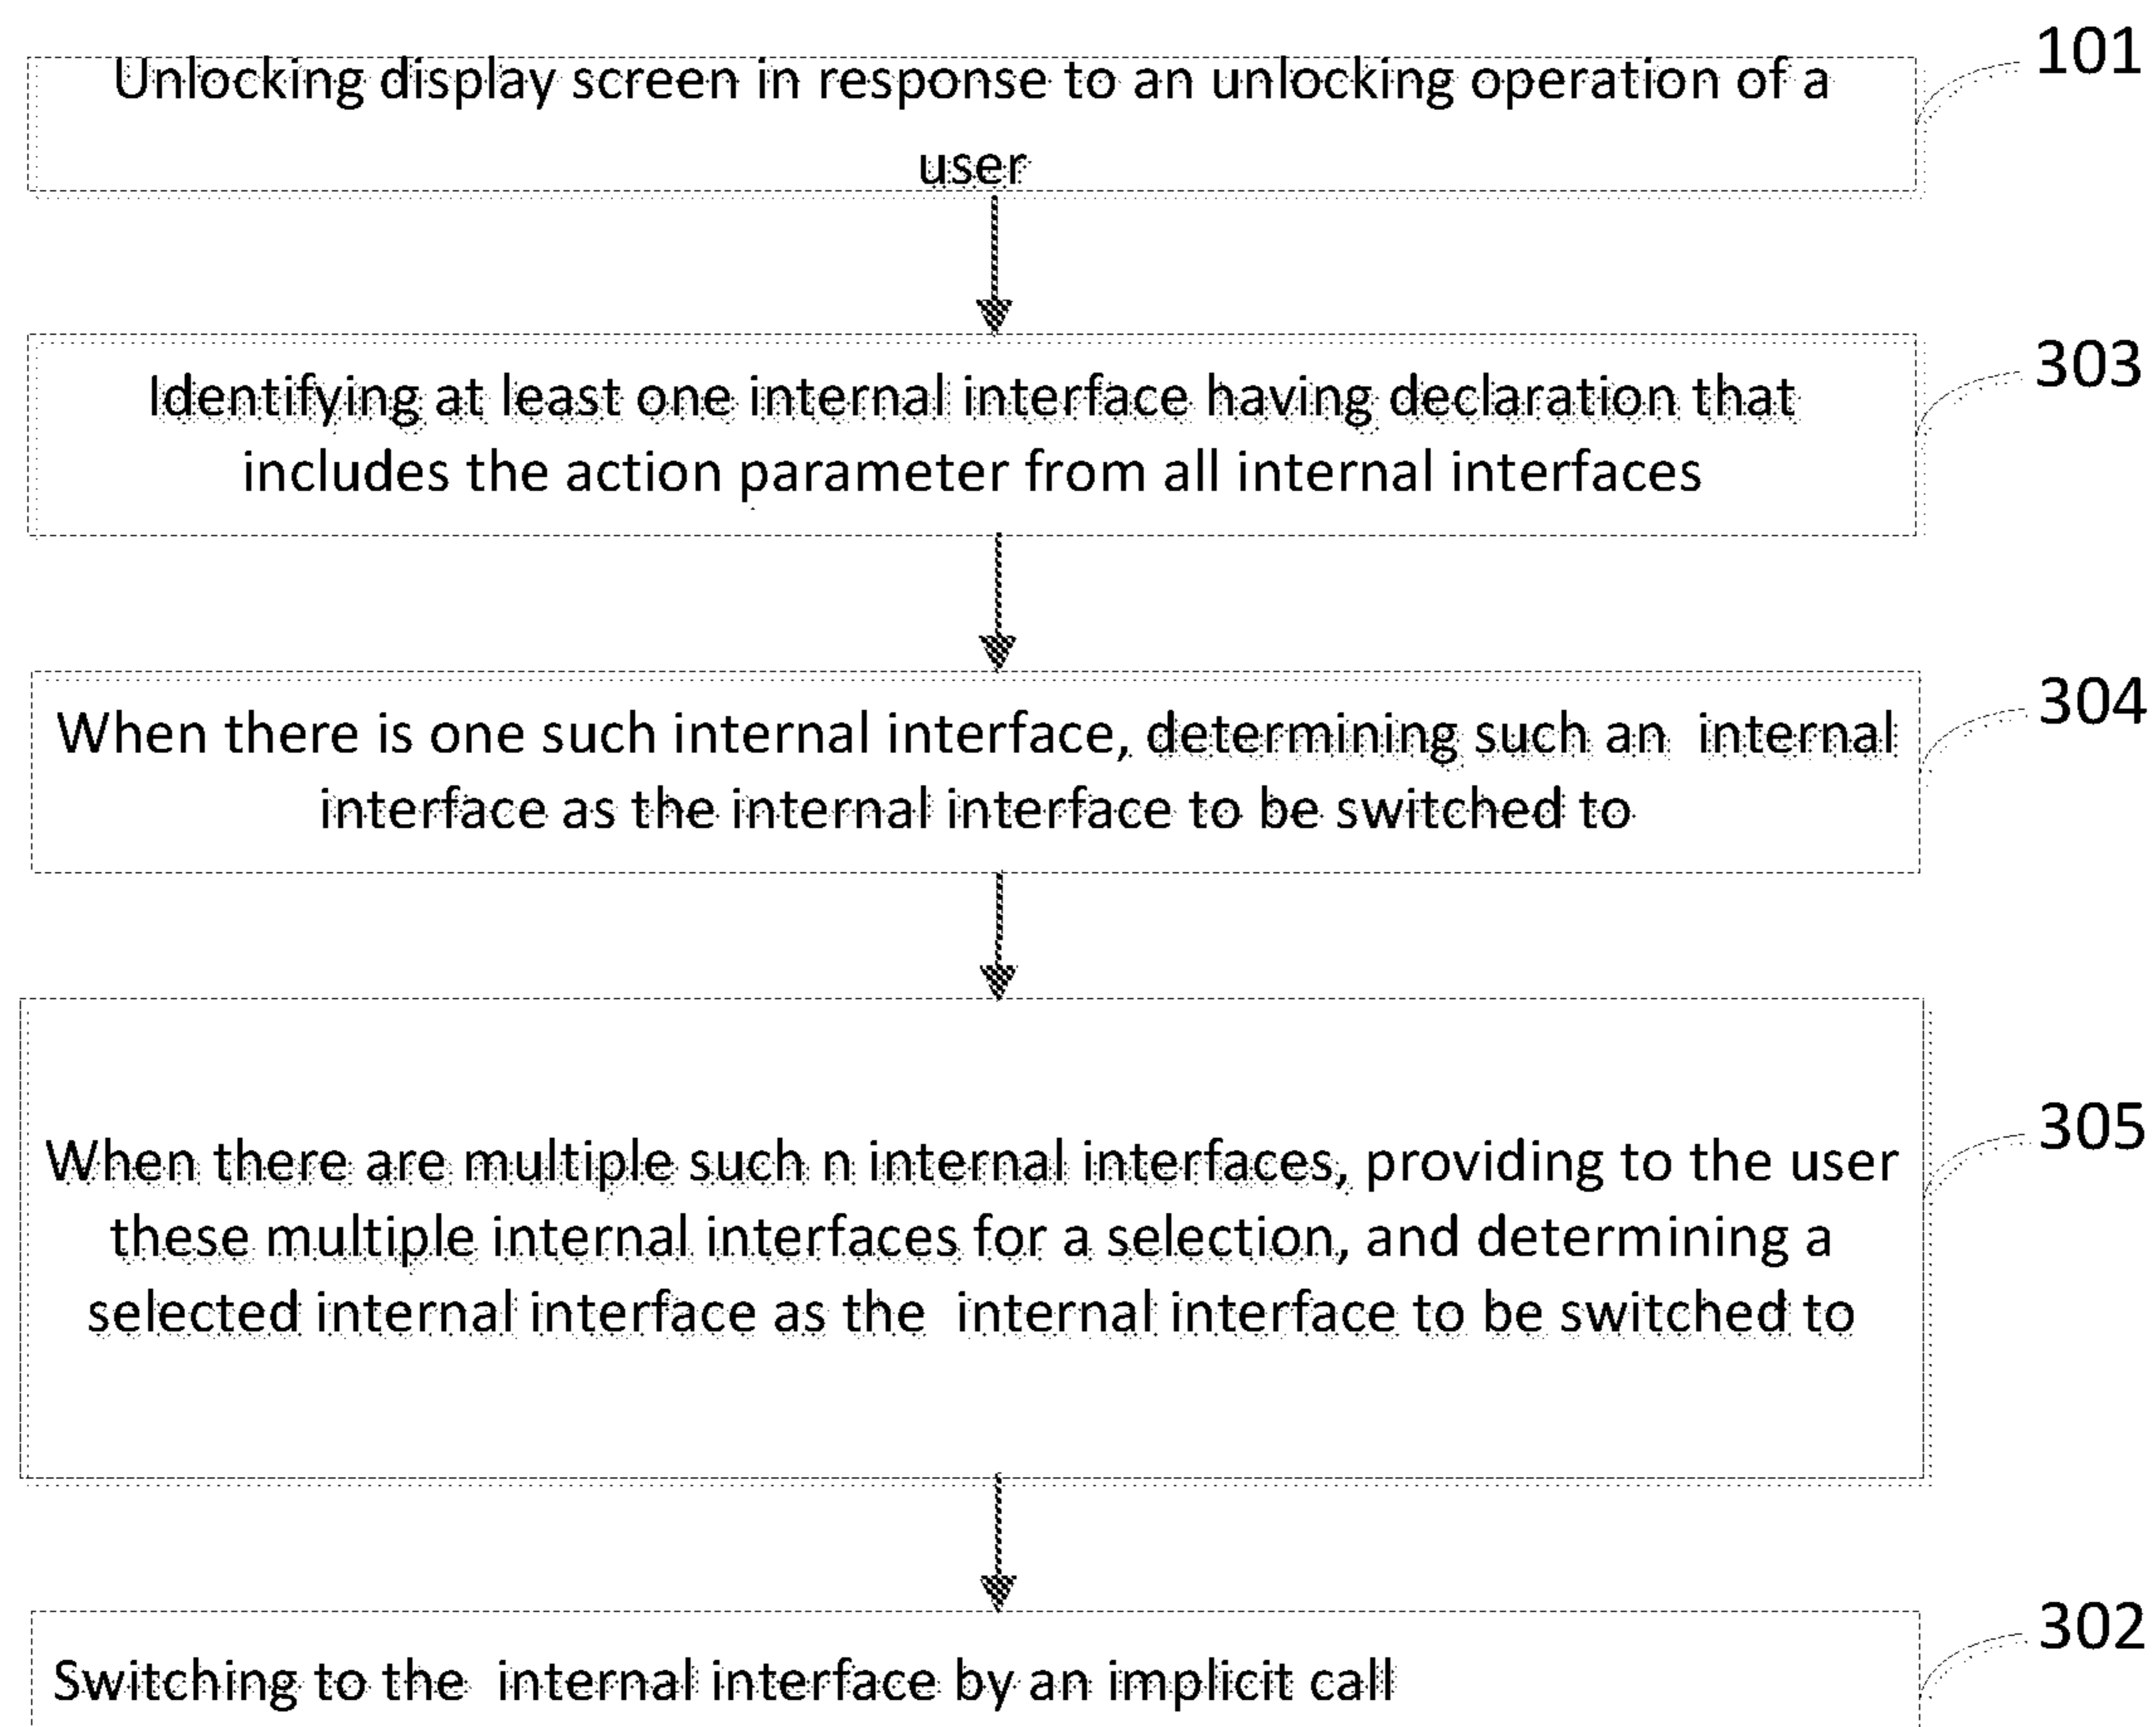 101
Unlocking display screen in response to an unlocking operation of a
user
303
Identifying at least one internal interface having declaration that
includes the action parameter from all internal interfaces
304
When there is one such internal interface, determining such an internal
interface as the internal interface to be switched to
305
When there are multiple such n internal interfaces, providing to the user
these multiple internal interfaces for a selection, and determining a
selected internal interface as the internal interface to be switched to
302
Switching to the internal interface by an implicit call